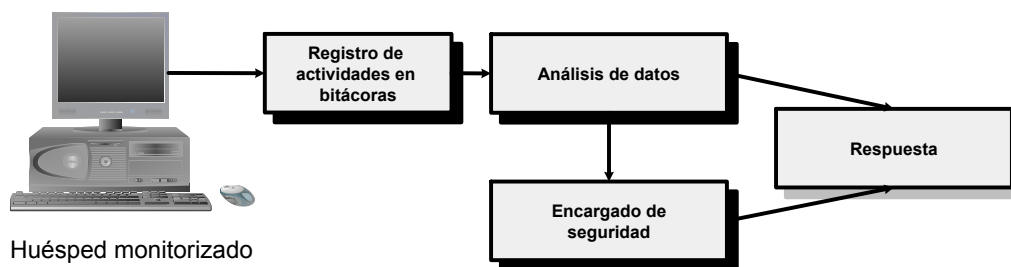 Registro de
actividades en
bitácoras
Análisis de datos
Respuesta
Encargado de
seguridad
Huésped monitorizado